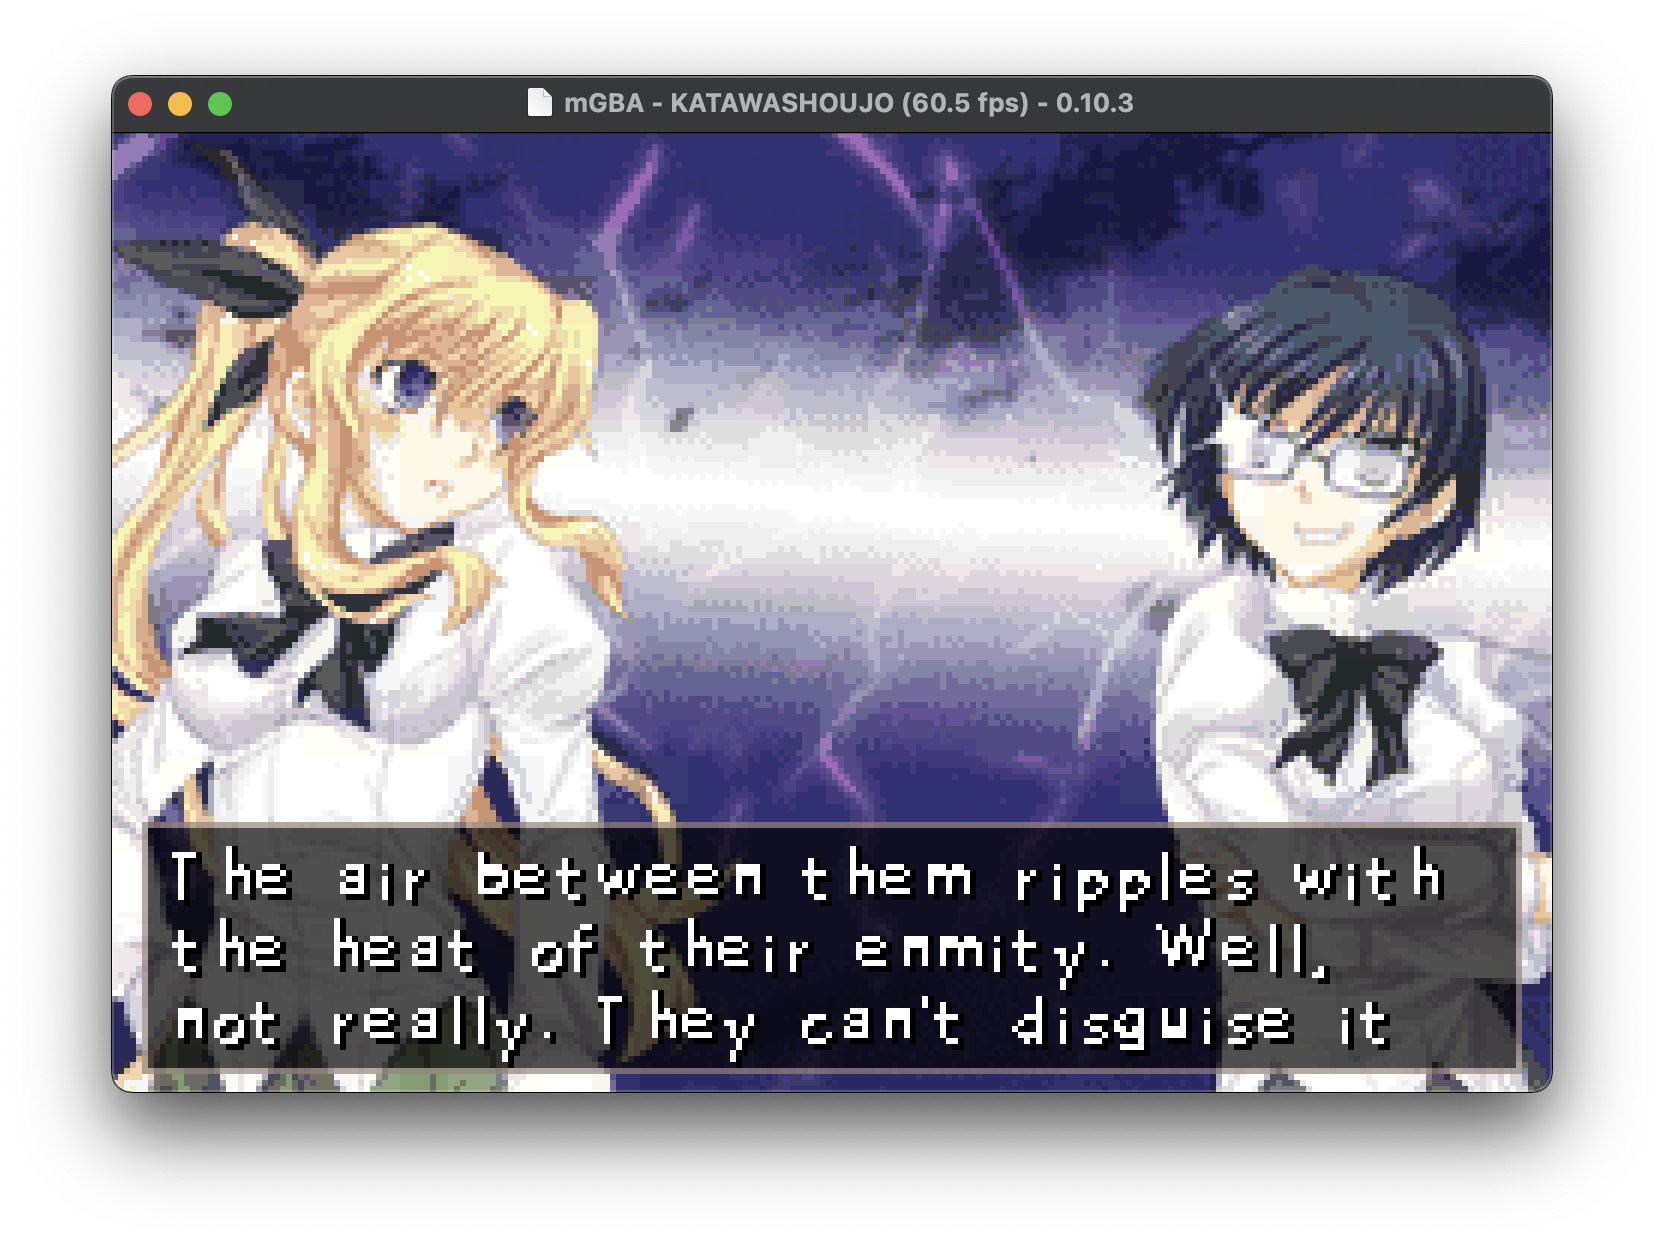 mGBA - KATAWASHOUJO (60.5 fps) - 0.10.3
The air between them ripples with
the heat of their enmity. Well,
not really. They can't disguise it